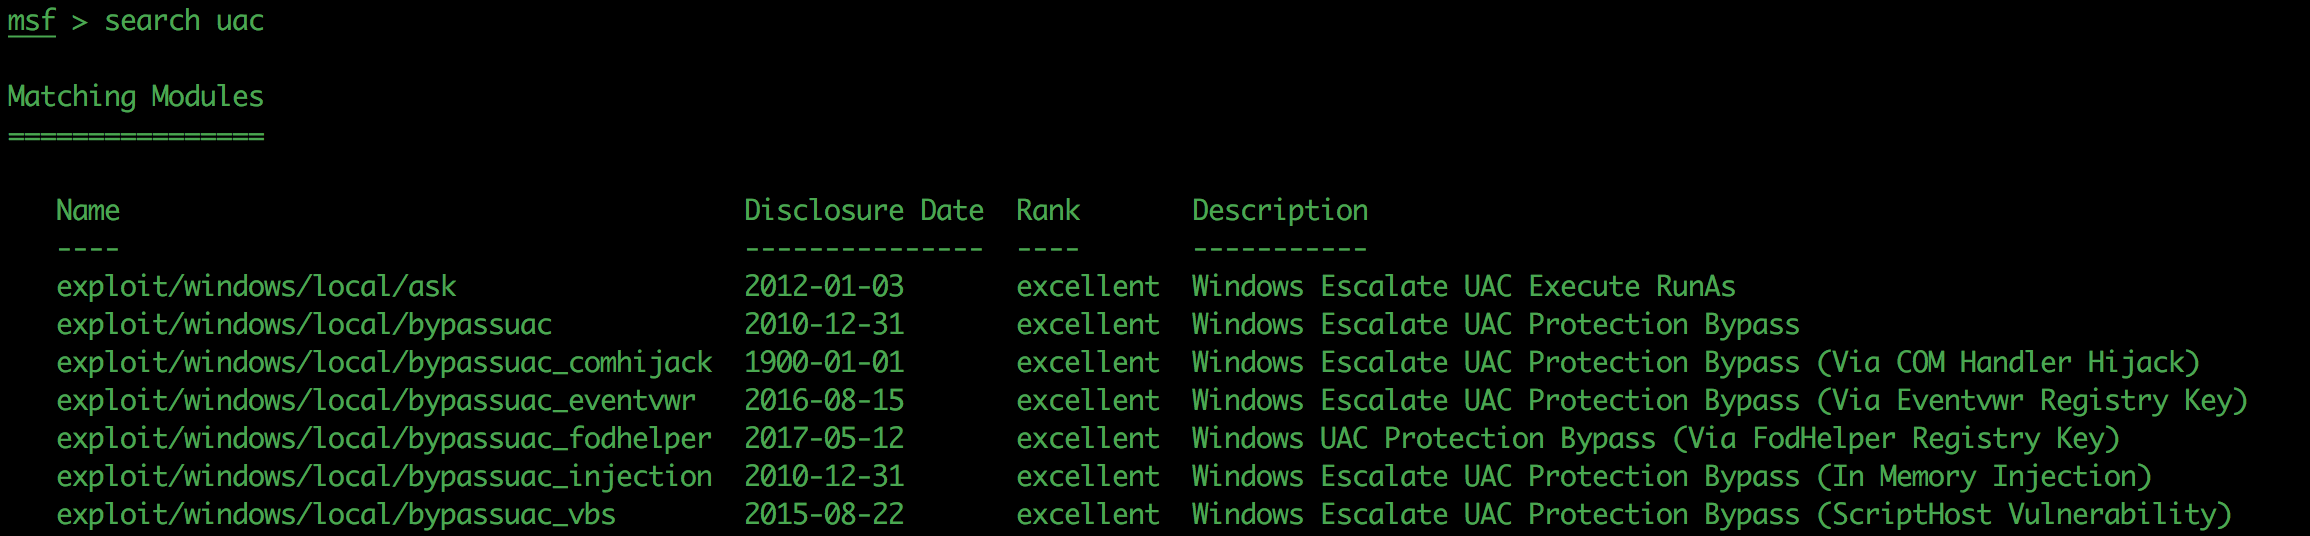 msf > search uac
Matching Modules
================
Name Disclosure Date Rank Description
---- --------------- ---- -----------
exploit/windows/local/ask 2012-01-03 excellent Windows Escalate UAC Execute RunAs
exploit/windows/local/bypassuac 2010-12-31 excellent Windows Escalate UAC Protection Bypass
exploit/windows/local/bypassuac_comhijack 1900-01-01 excellent Windows Escalate UAC Protection Bypass (Via COM Handler Hijack)
exploit/windows/local/bypassuac_eventvwr 2016-08-15 excellent Windows Escalate UAC Protection Bypass (Via Eventvwr Registry Key)
exploit/windows/local/bypassuac_fodhelper 2017-05-12 excellent Windows UAC Protection Bypass (Via FodHelper Registry Key)
exploit/windows/local/bypassuac_injection 2010-12-31 excellent Windows Escalate UAC Protection Bypass (In Memory Injection)
exploit/windows/local/bypassuac_vbs 2015-08-22 excellent Windows Escalate UAC Protection Bypass (ScriptHost Vulnerability)